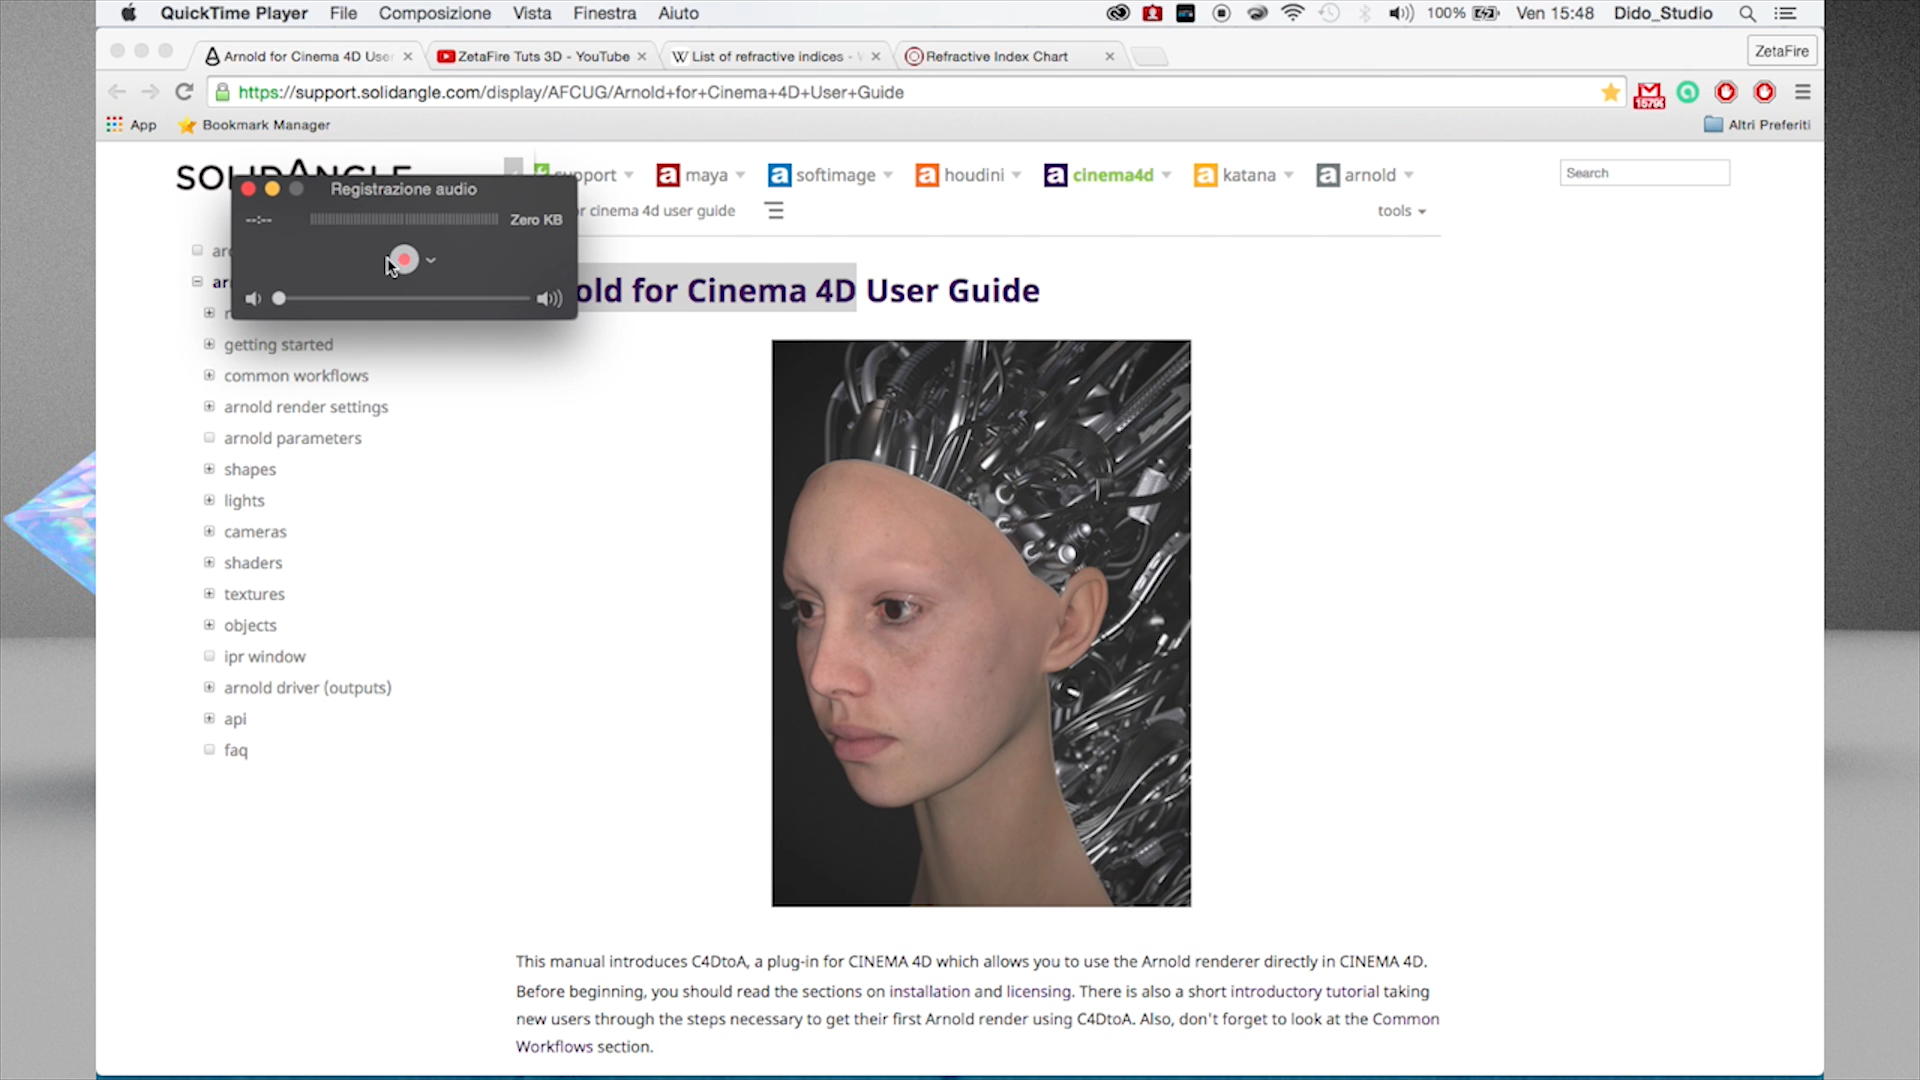 QuickTime Player File Composizione Vista Finestra Aiuto 100% Ven 15:48 Dido_Studio
Arnold for Cinema 4D User ZetaFire Tuts 3D - YouTube List of refractive indices - Refractive Index Chart ZetaFire
https://support.solidangle.com/display/AFCUG/Arnold+for+Cinema+4D+User+Guide
App Bookmark Manager Altri Preferiti
support maya softimage houdini cinema4d katana arnold Search
Registrazione audio
cinema 4d user guide tools
--:-- Zero KB
for Cinema 4D User Guide
getting started
common workflows
arnold render settings
arnold parameters
shapes
lights
cameras
shaders
textures
objects
ipr window
arnold driver (outputs)
api
faq
This manual introduces C4DtoA, a plug-in for CINEMA 4D which allows you to use the Arnold renderer directly in CINEMA 4D.
Before beginning, you should read the sections on installation and licensing. There is also a short introductory tutorial taking
new users through the steps necessary to get their first Arnold render using C4DtoA. Also, don't forget to look at the Common
Workflows section.